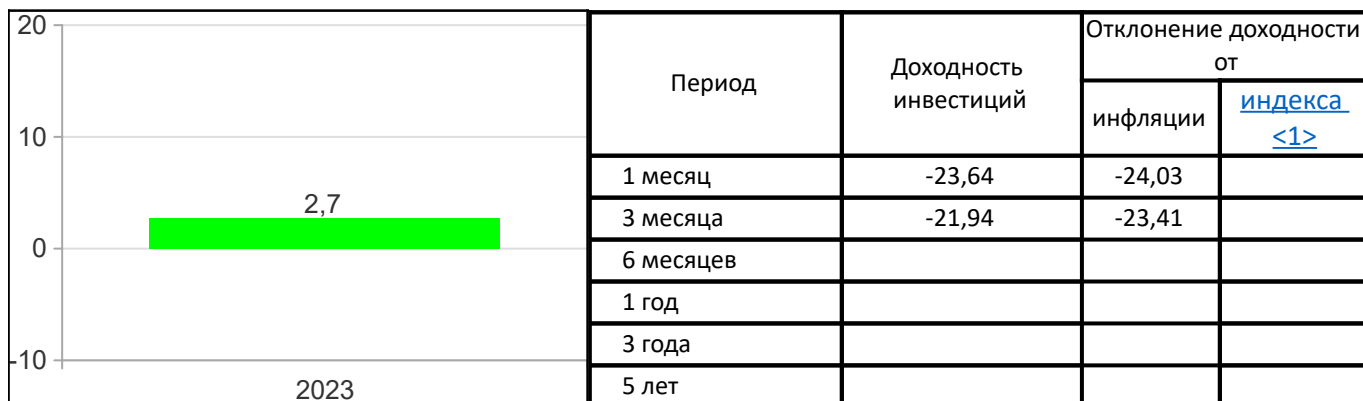 20
10
2,7
0
-10
2023
Период
Доходность
инвестиций
Отклонение доходности
от
инфляции
индекса
<1>
1 месяц -23,64 -24,03
3 месяца -21,94 -23,41
6 месяцев
1 год
3 года
5 лет